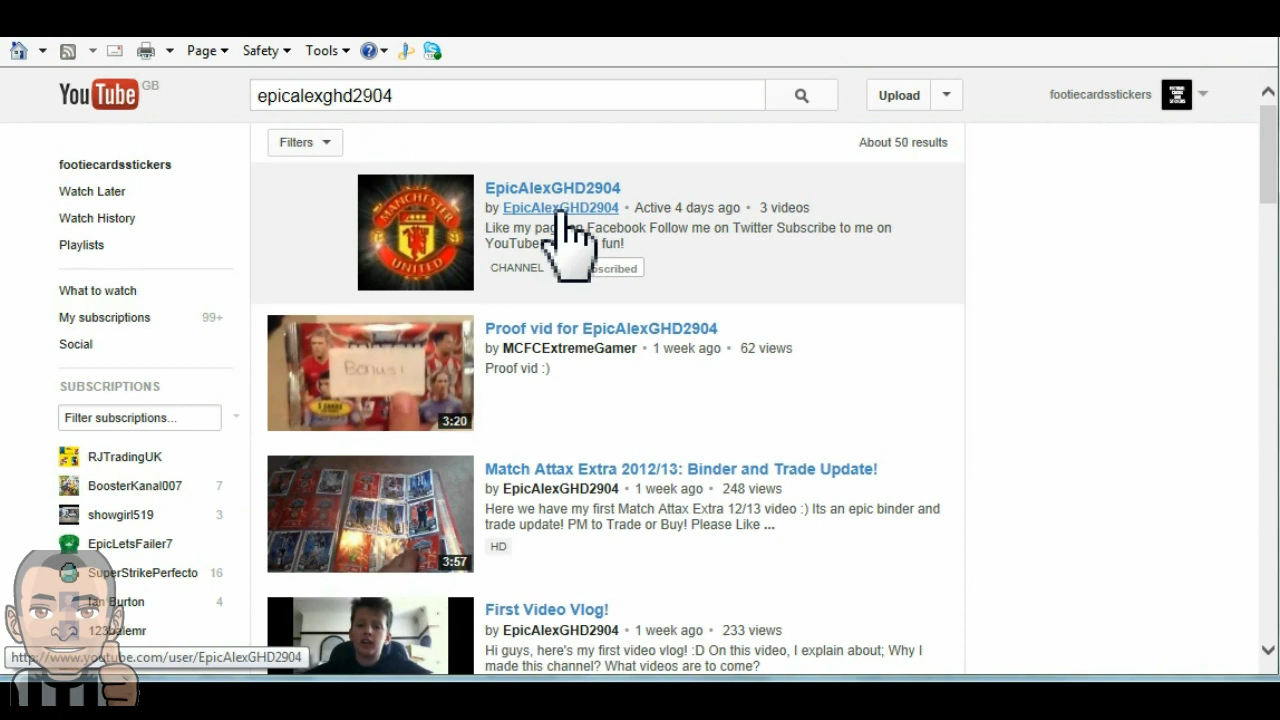 Page
Safety
Tools
YouTube GB
epicalexghd2904
Upload
footiecardsstickers
Filters
About 50 results
footiecardsstickers
Watch Later
Watch History
Playlists
What to watch
My subscriptions 99+
Social
SUBSCRIPTIONS
Filter subscriptions...
RJTradingUK
BoosterKanal007 7
showgirl519 3
EpicLetsFailer7
SuperStrikePerfecto 16
Ian Burton 4
http://www.youtube.com/user/EpicAlexGHD2904
MANCHESTER
UNITED
EpicAlexGHD2904
by EpicAlexGHD2904 • Active 4 days ago • 3 videos
Like my page on Facebook Follow me on Twitter Subscribe to me on
YouTube fun!
CHANNEL
Bonus!
3:20
Proof vid for EpicAlexGHD2904
by MCFCExtremeGamer • 1 week ago • 62 views
Proof vid :)
3:57
Match Attax Extra 2012/13: Binder and Trade Update!
by EpicAlexGHD2904 • 1 week ago • 248 views
Here we have my first Match Attax Extra 12/13 video :) Its an epic binder and
trade update! PM to Trade or Buy! Please Like ...
HD
First Video Vlog!
by EpicAlexGHD2904 • 1 week ago • 233 views
Hi guys, here's my first video vlog! :D On this video, I explain about; Why I
made this channel? What videos are to come?